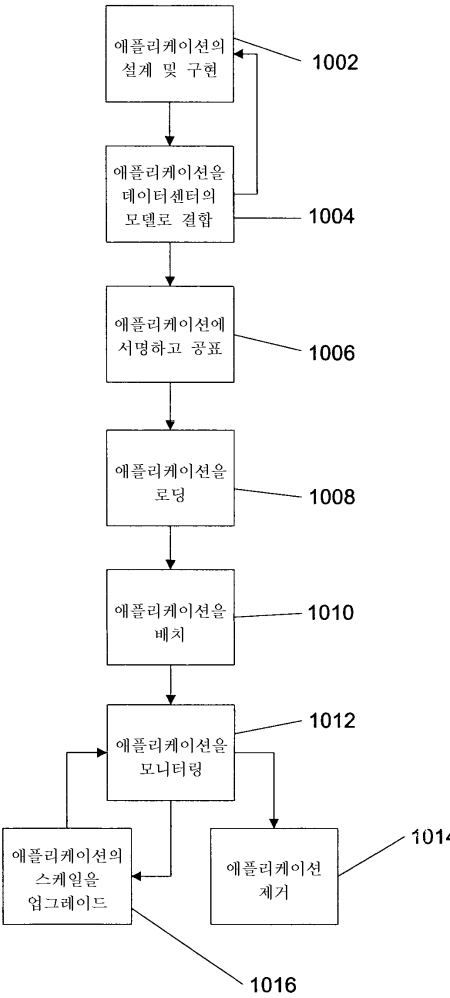 애플리케이션의
설계 및 구현
1002
애플리케이션을
데이터센터의
모델로 결합
1004
애플리케이션에
서명하고 공표
1006
애플리케이션을
로딩
1008
애플리케이션을
배치
1010
애플리케이션을
모니터링
1012
애플리케이션의
스케일을
업그레이드
1016
애플리케이션
제거
1014